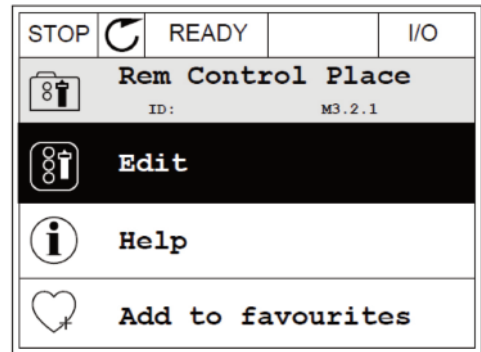 STOP READY I/O
Rem Control Place
ID: M3.2.1
Edit
Help
Add to favourites